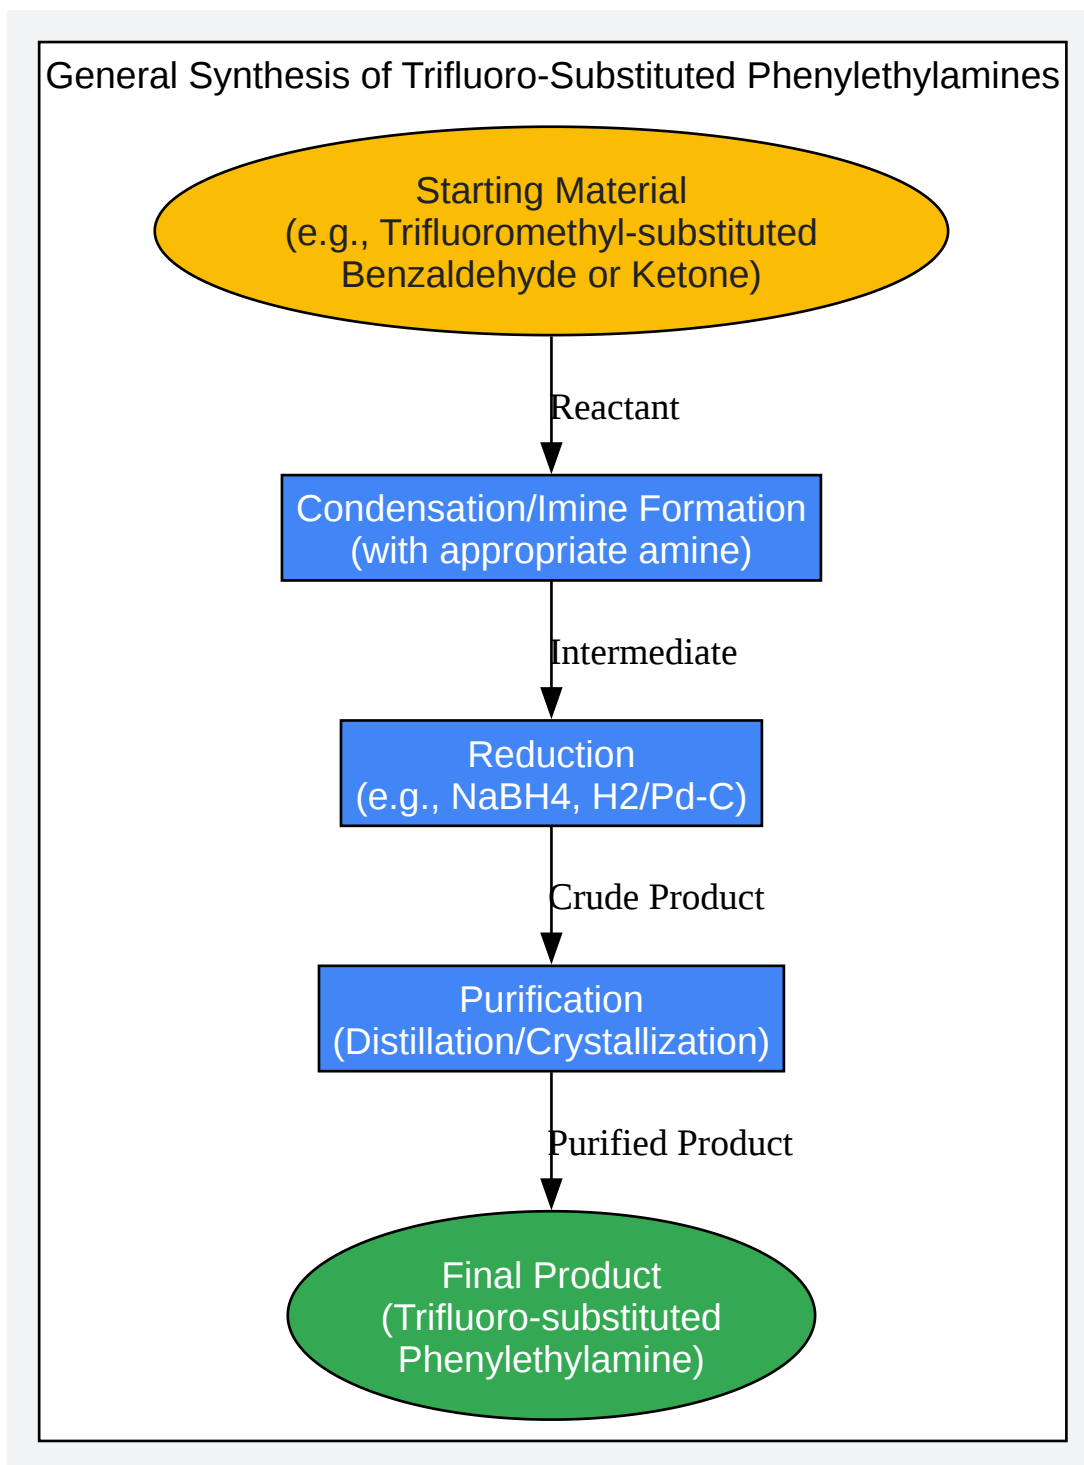 General Synthesis of Trifluoro-Substituted Phenylethylamines
Starting Material
(e.g., Trifluoromethyl-substituted
Benzaldehyde or Ketone)
Reactant
Condensation/Imine Formation
(with appropriate amine)
Intermediate
Reduction
(e.g., NaBH4, H2/Pd-C)
Crude Product
Purification
(Distillation/Crystallization)
Purified Product
Final Product
(Trifluoro-substituted
Phenylethylamine)